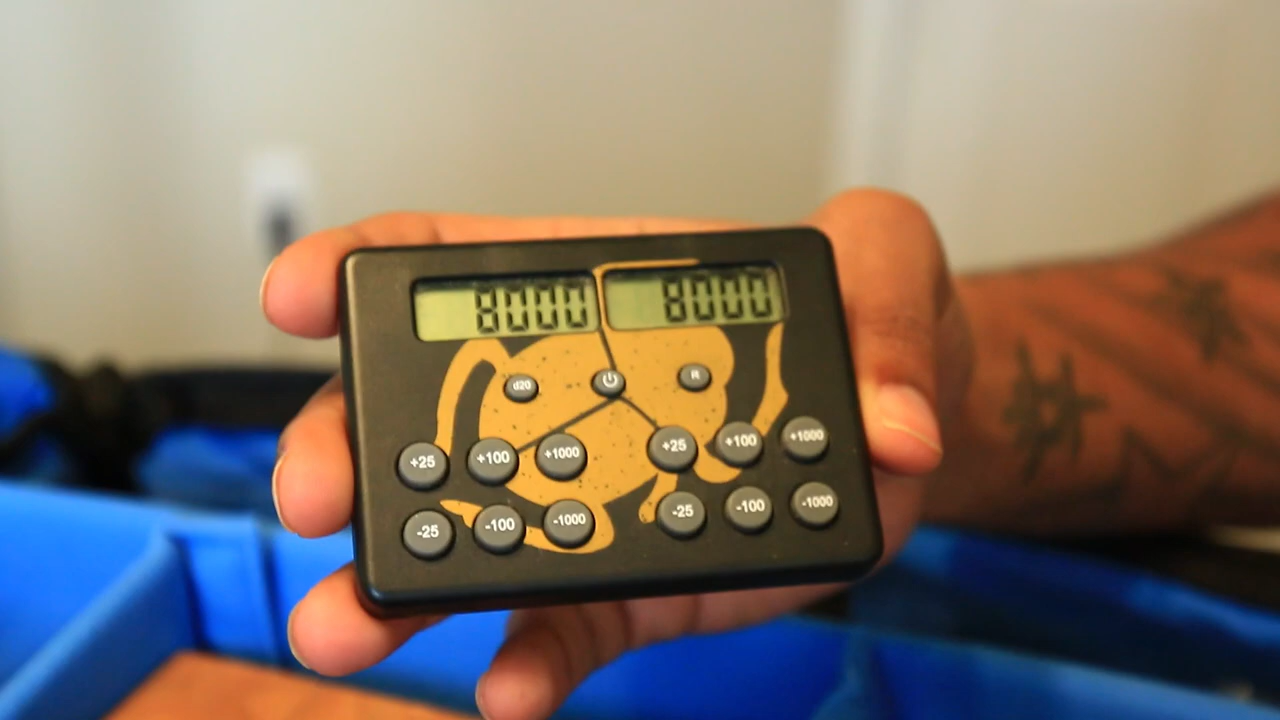 8000 8000
d20 R
+25 +100 +1000 +25 +100 +1000
-25 -100 -1000 -25 -100 -1000